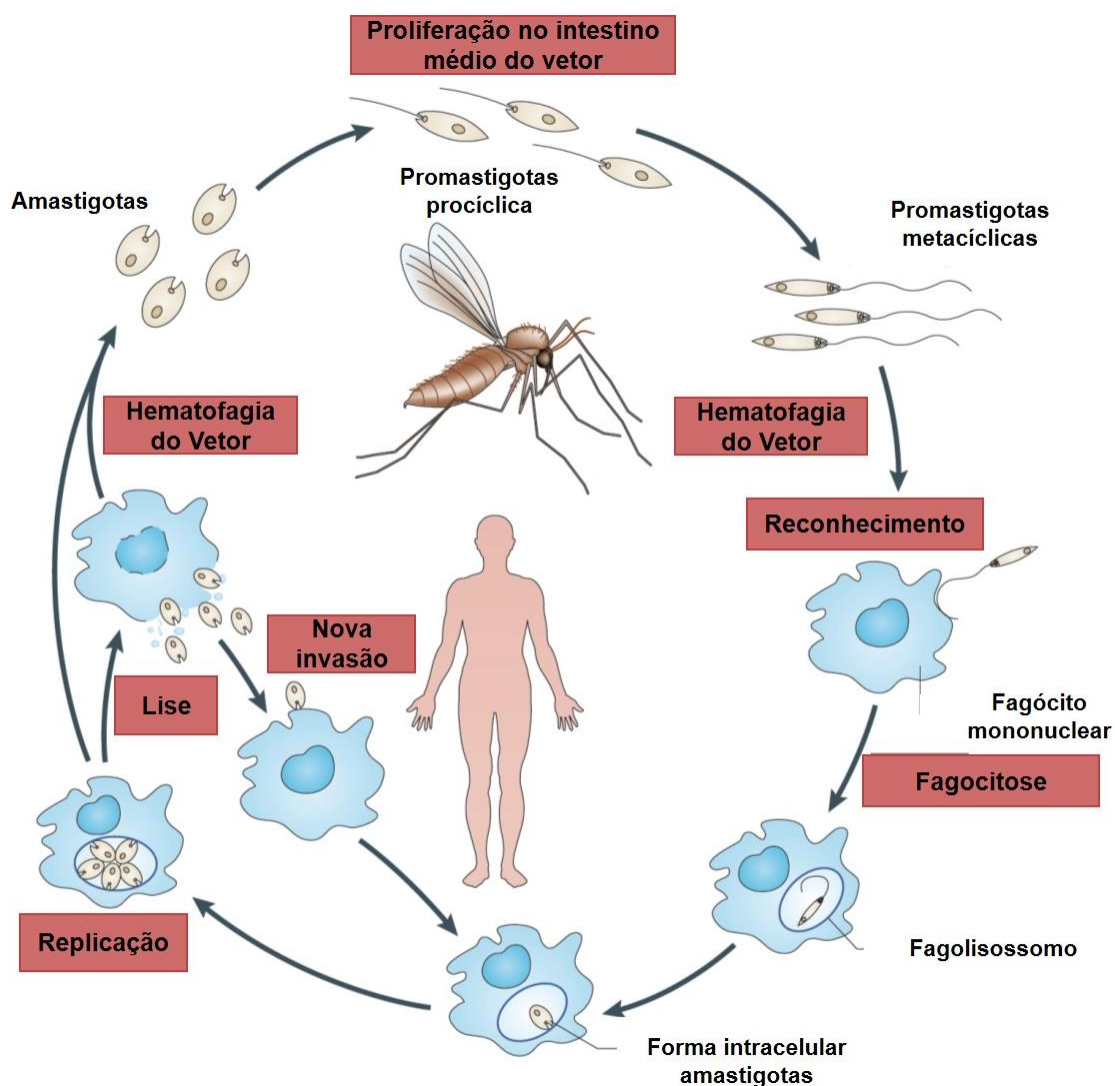 Proliferação no intestino
médio do vetor
Promastigotas
procíclica
Amastigotas
Promastigotas
metacíclicas
Hematofagia
do Vetor
Hematofagia
do Vetor
Reconhecimento
Nova
invasão
Lise
Fagócito
mononuclear
Fagocitose
Replicação
Fagolisossomo
Forma intracelular
amastigotas